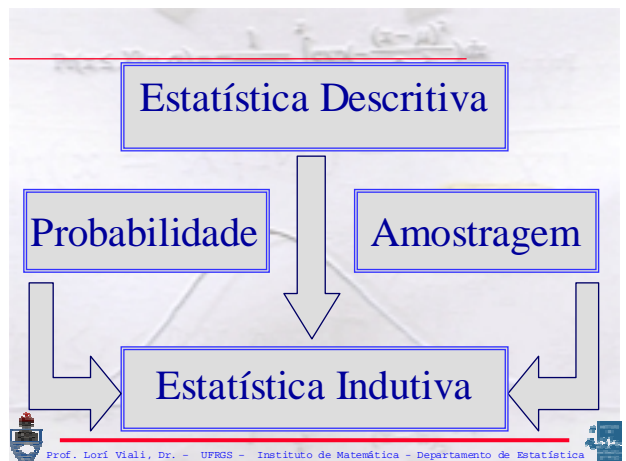 Estatística Descritiva
Probabilidade
Amostragem
Estatística Indutiva
Prof. Lorí Viali, Dr. - UFRGS - Instituto de Matemática - Departamento de Estatística